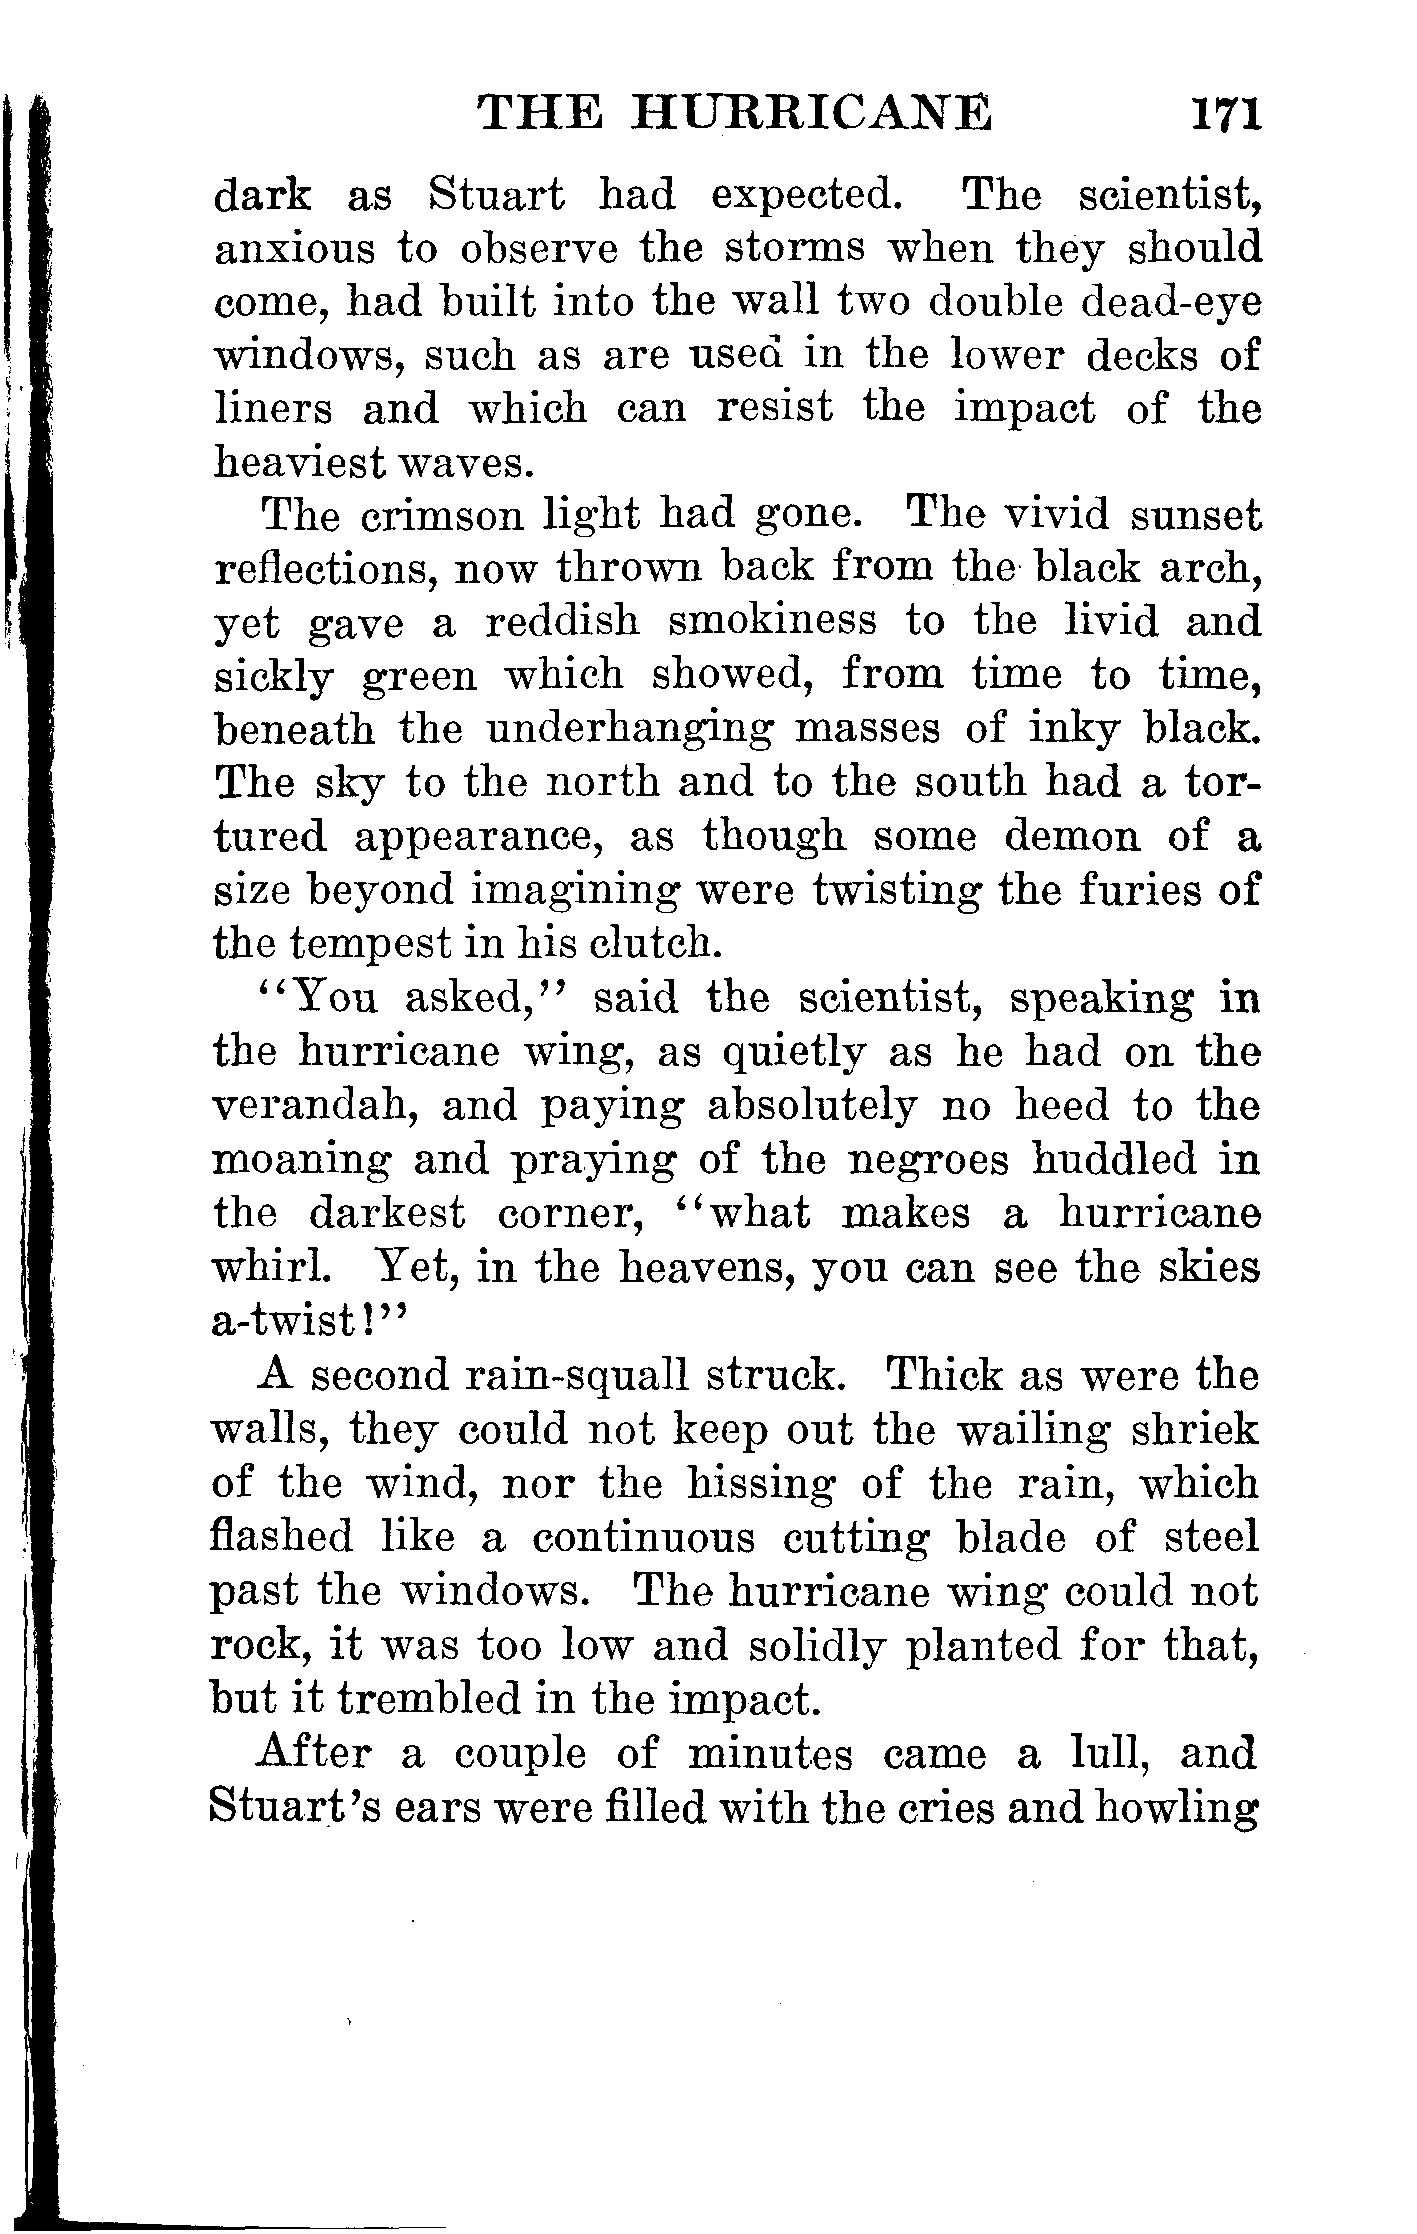 THE HURRICANE 171
dark as Stuart had expected. The scientist,
anxious to observe the storms when they should
come, had built into the wall two double dead-eye
windows, such as are used in the lower decks of
liners and which can resist the impact of the
heaviest waves.
The crimson light had gone. The vivid sunset
reflections, now thrown back from the black arch,
yet gave a reddish smokiness to the livid and
sickly green which showed, from time to time,
beneath the underhanging masses of inky black.
The sky to the north and to the south had a tor-
tured appearance, as though some demon of a
size beyond imagining were twisting the furies of
the tempest in his clutch.
“You asked,” said the scientist, speaking in
the hurricane wing, as quietly as he had on the
verandah, and paying absolutely no heed to the
moaning and praying of the negroes huddled in
the darkest corner, “what makes a hurricane
whirl. Yet, in the heavens, you can see the skies
a-twist!”
A second rain-squall struck. Thick as were the
walls, they could not keep out the wailing shriek
of the wind, nor the hissing of the rain, which
flashed like a continuous cutting blade of steel
past the windows. The hurricane wing could not
rock, it was too low and solidly planted for that,
but it trembled in the impact.
After a couple of minutes came a lull, and
Stuart’s ears were filled with the cries and howling